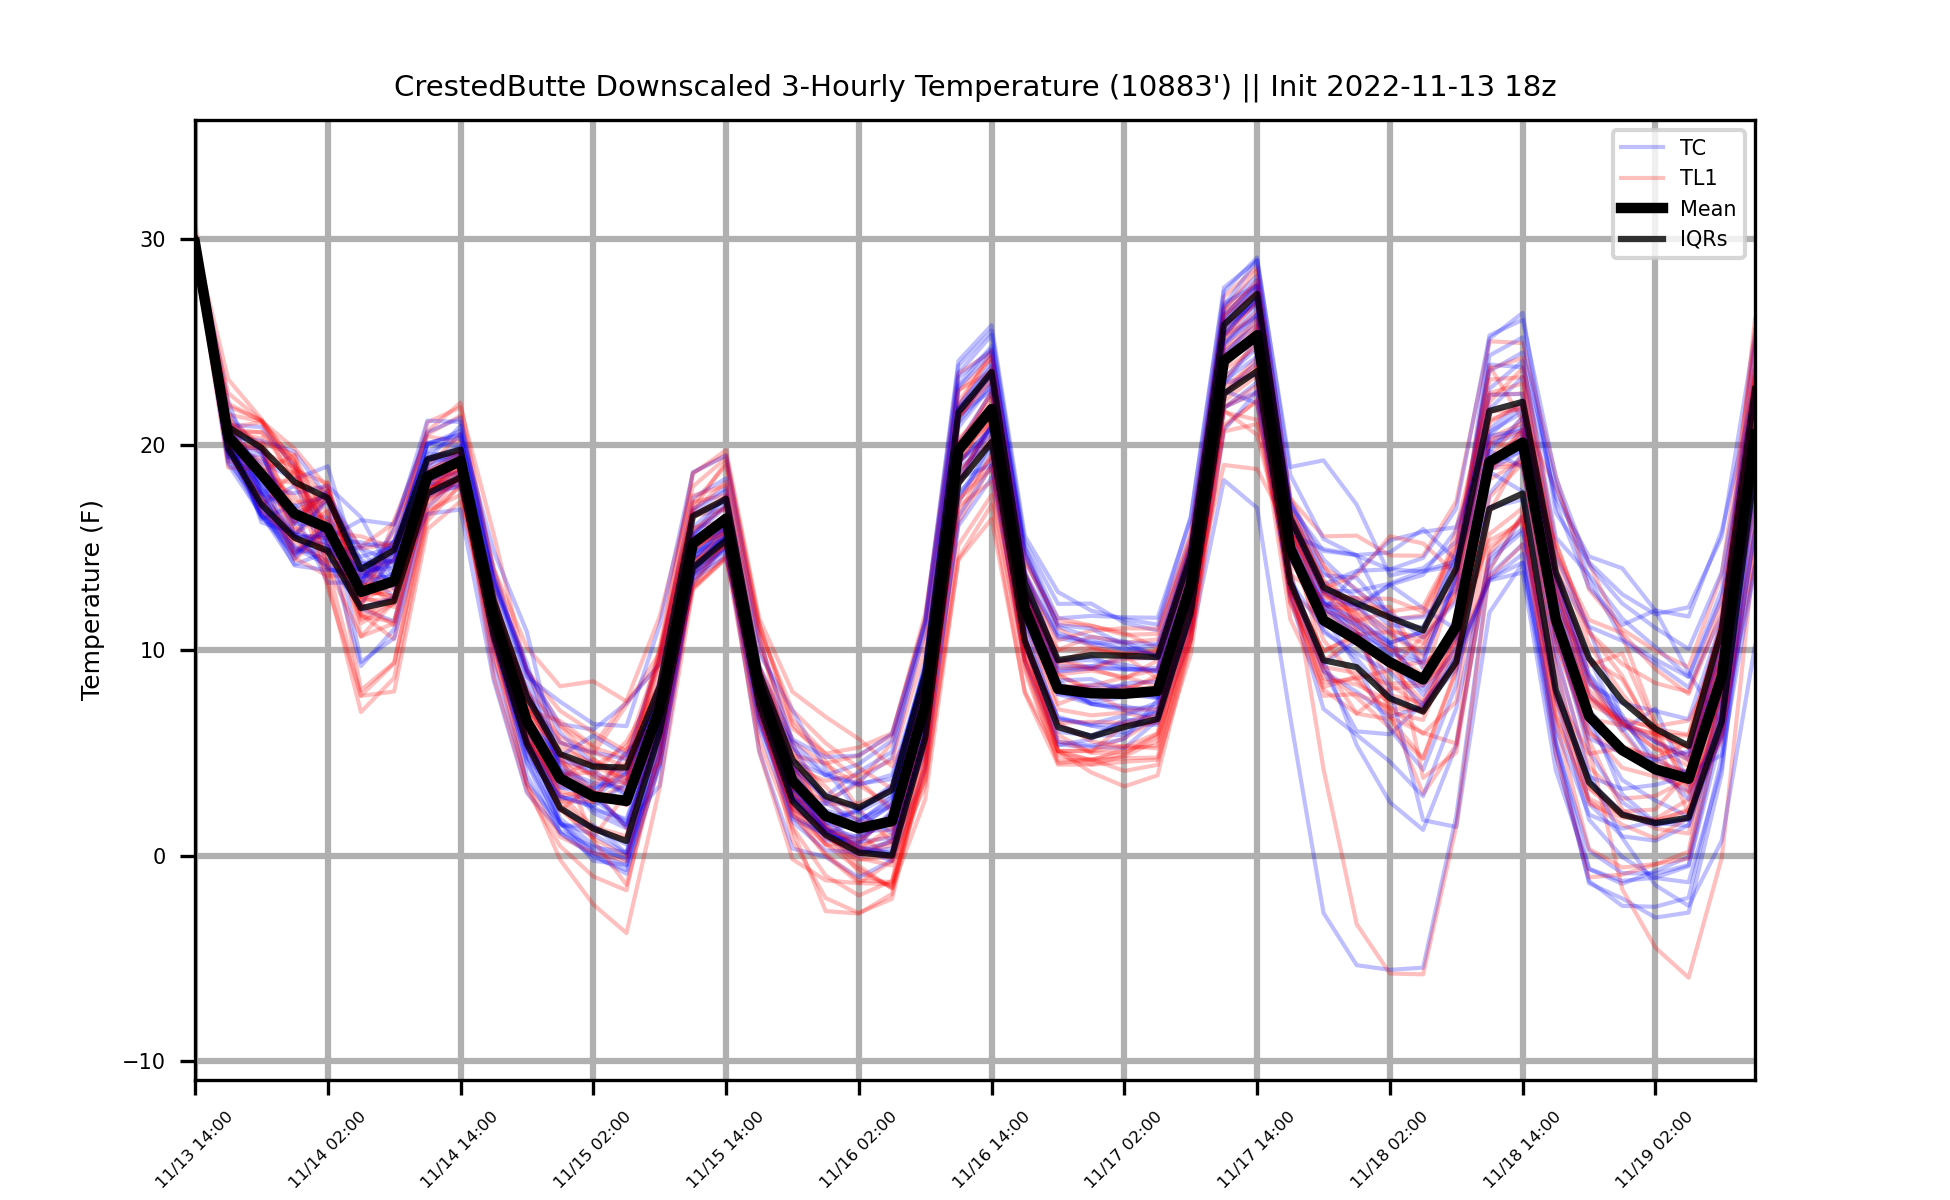 CrestedButte Downscaled 3-Hourly Temperature (10883') || Init 2022-11-13 18z
TC
TL1
Mean
IQRs
Temperature (F)
30
20
10
0
−10
11/13 14:00
11/14 02:00
11/14 14:00
11/15 02:00
11/15 14:00
11/16 02:00
11/16 14:00
11/17 02:00
11/17 14:00
11/18 02:00
11/18 14:00
11/19 02:00